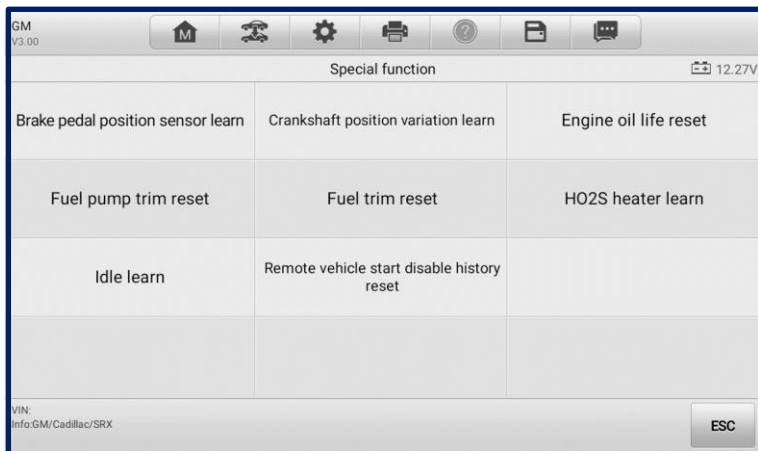 GM
V3.00
M
?
Special function
12.27V
Brake pedal position sensor learn
Crankshaft position variation learn
Engine oil life reset
Fuel pump trim reset
Fuel trim reset
HO2S heater learn
Idle learn
Remote vehicle start disable history
reset
VIN:
Info:GM/Cadillac/SRX
ESC